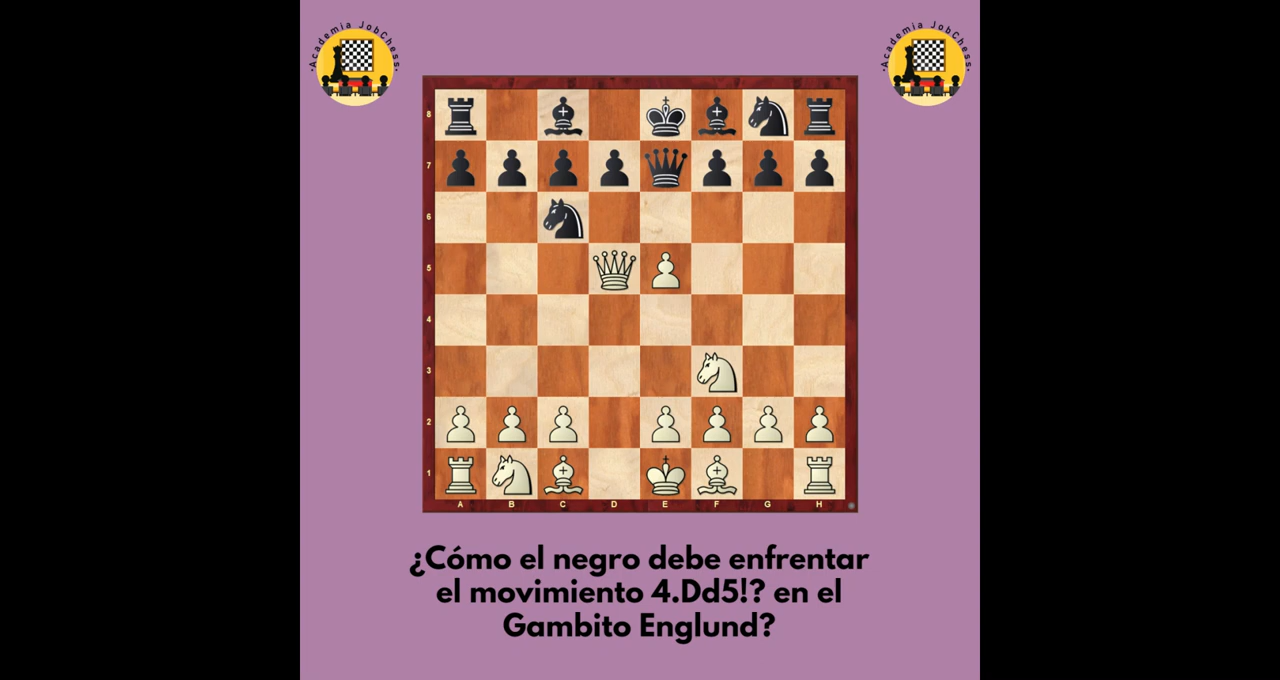 ·Academia JobChess·
·Academia JobChess·
8
7
6
5
4
3
2
1
A B C D E F G H
¿Cómo el negro debe enfrentar
el movimiento 4.Dd5!? en el
Gambito Englund?